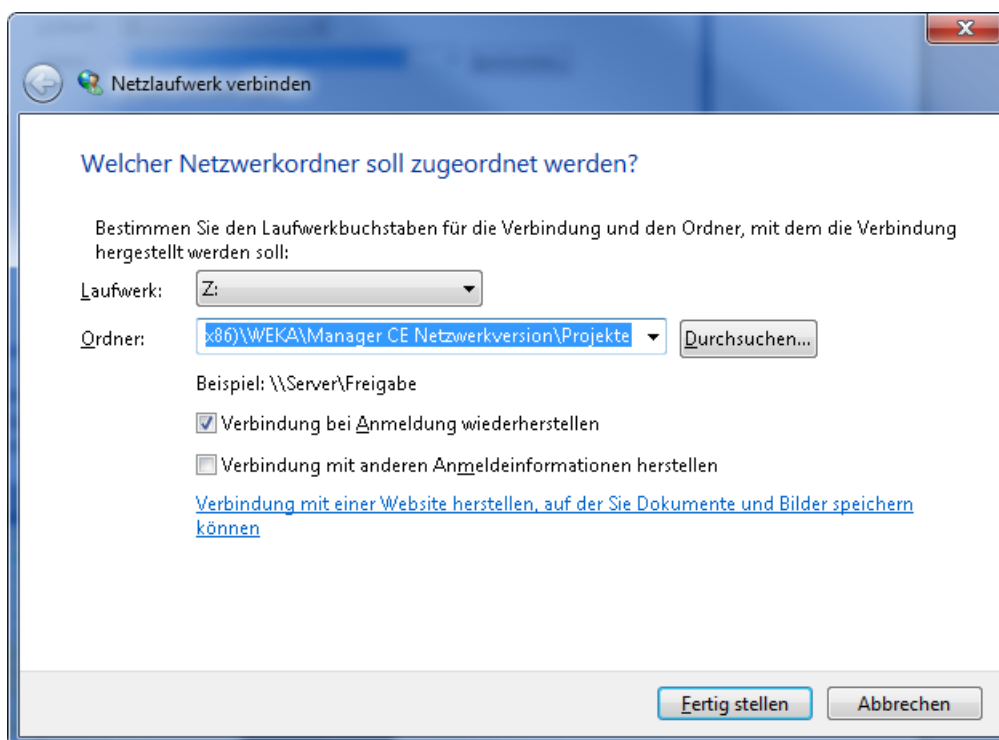 Netzlaufwerk verbinden
Welcher Netzwerkordner soll zugeordnet werden?
Bestimmen Sie den Laufwerkbuchstaben für die Verbindung und den Ordner, mit dem die Verbindung
hergestellt werden soll:
Laufwerk: Z:
Ordner: x86)\WEKA\Manager CE Netzwerkversion\Projekte Durchsuchen...
Beispiel: \\Server\Freigabe
Verbindung bei Anmeldung wiederherstellen
Verbindung mit anderen Anmeldeinformationen herstellen
Verbindung mit einer Website herstellen, auf der Sie Dokumente und Bilder speichern
können
Fertig stellen Abbrechen